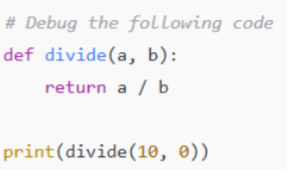 # Debug the following code
def divide(a, b):
    return a / b
print(divide(10, 0))